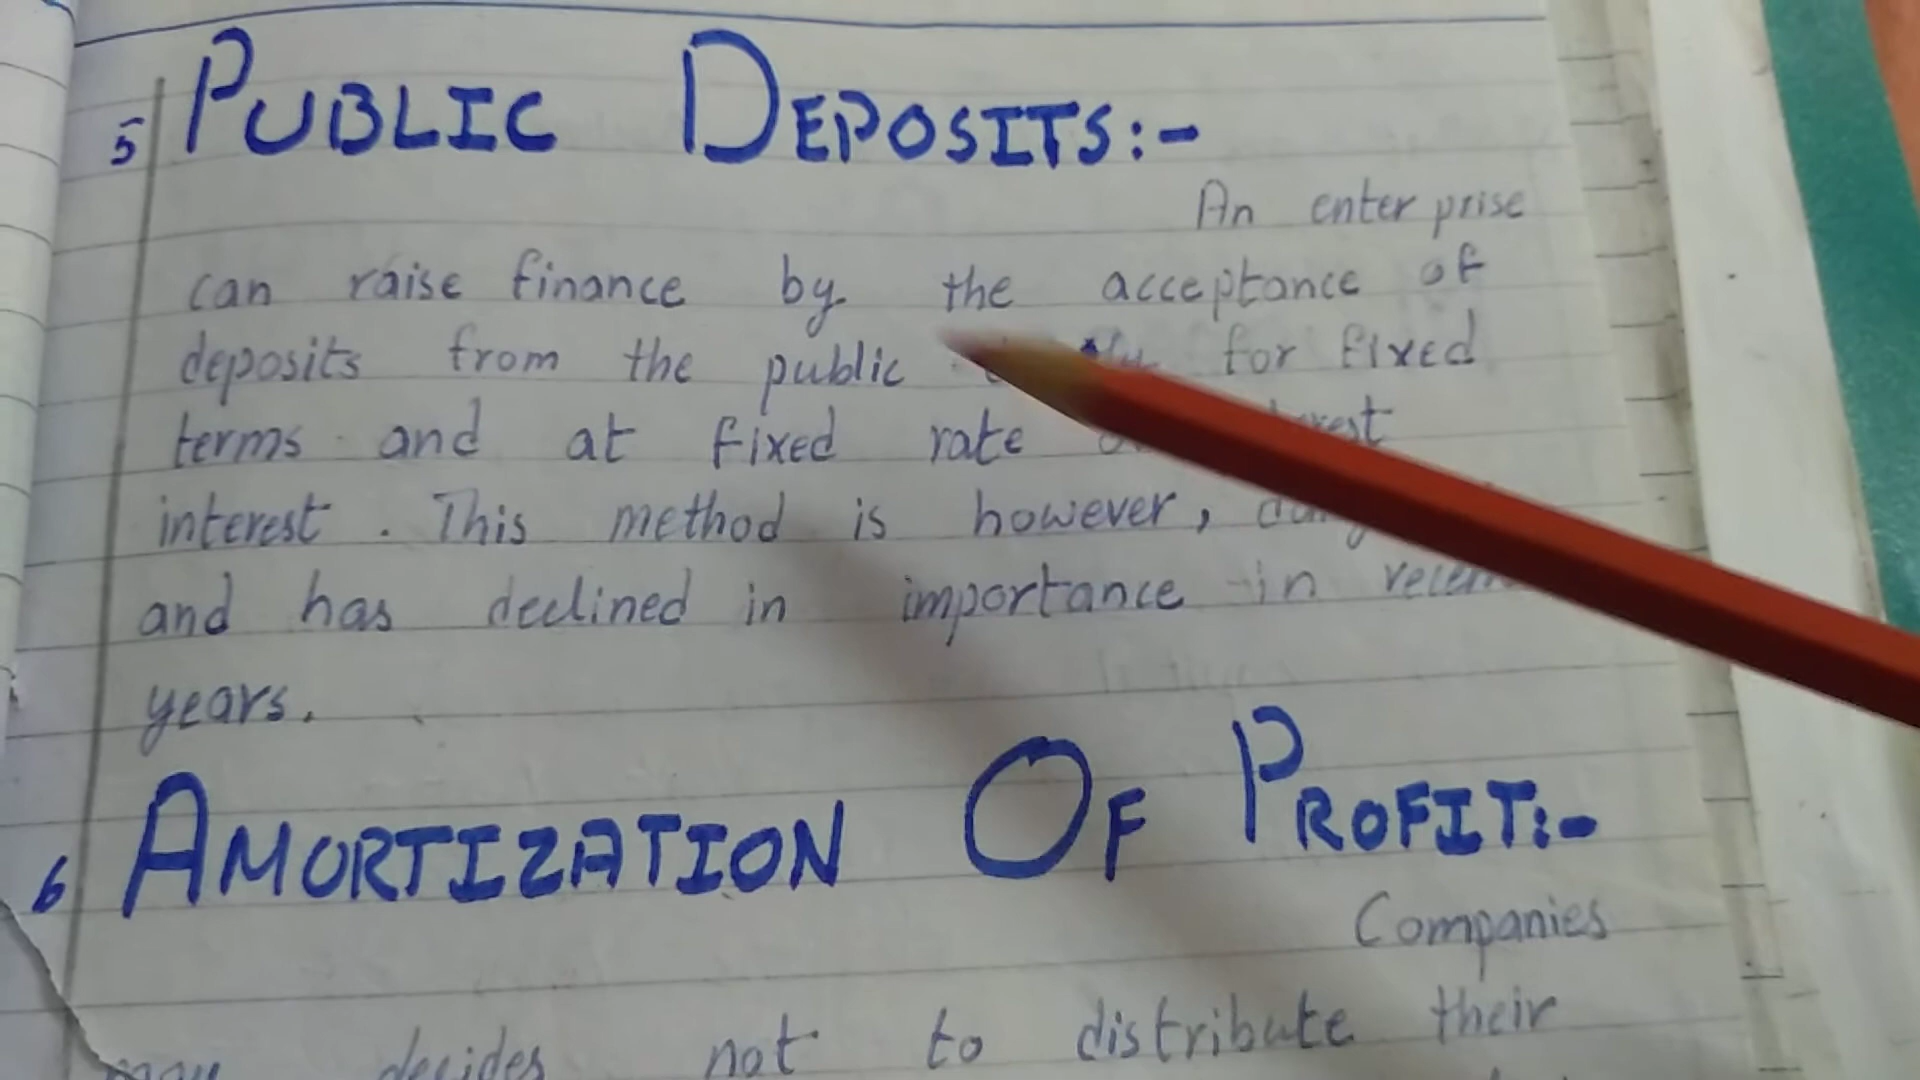 5 PUBLIC DEPOSITS:-
An enterprise
can raise finance by the acceptance of
deposits from the public for fixed
terms and at fixed rate
interest. This method is however,
and has declined in importance in
years.
6 AMORTIZATION OF PROFIT:-
Companies
may decides not to distribute their